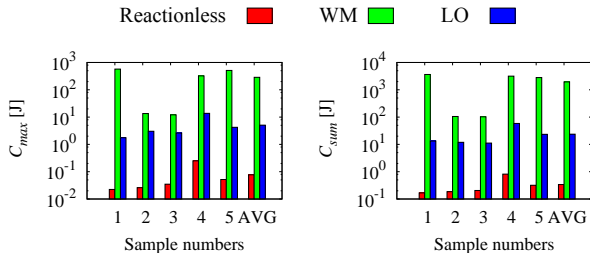 Reactionless WM LO
C_max [J]
10^3
10^2
10^1
10^0
10^-1
10^-2
1 2 3 4 5 AVG
Sample numbers
C_sum [J]
10^4
10^3
10^2
10^1
10^0
10^-1
1 2 3 4 5 AVG
Sample numbers